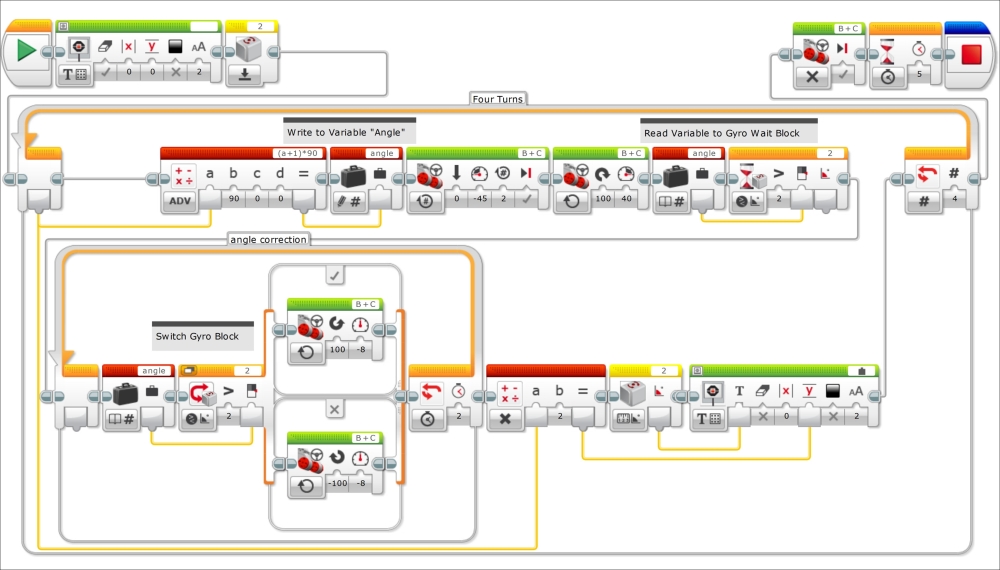 T 0 0 2
2
B+C
5
Four Turns
Write to Variable "Angle"
Read Variable to Gyro Wait Block
(a+1)*90
a b c d =
ADV 90 0 0
angle
#
B+C
0 -45 2
B+C
100 40
angle
#
2
>
2
#
# 4
angle correction
Switch Gyro Block
angle
#
2
>
2
B+C
100 -8
B+C
-100 -8
2
a b =
2
2
T A A
T 0 2